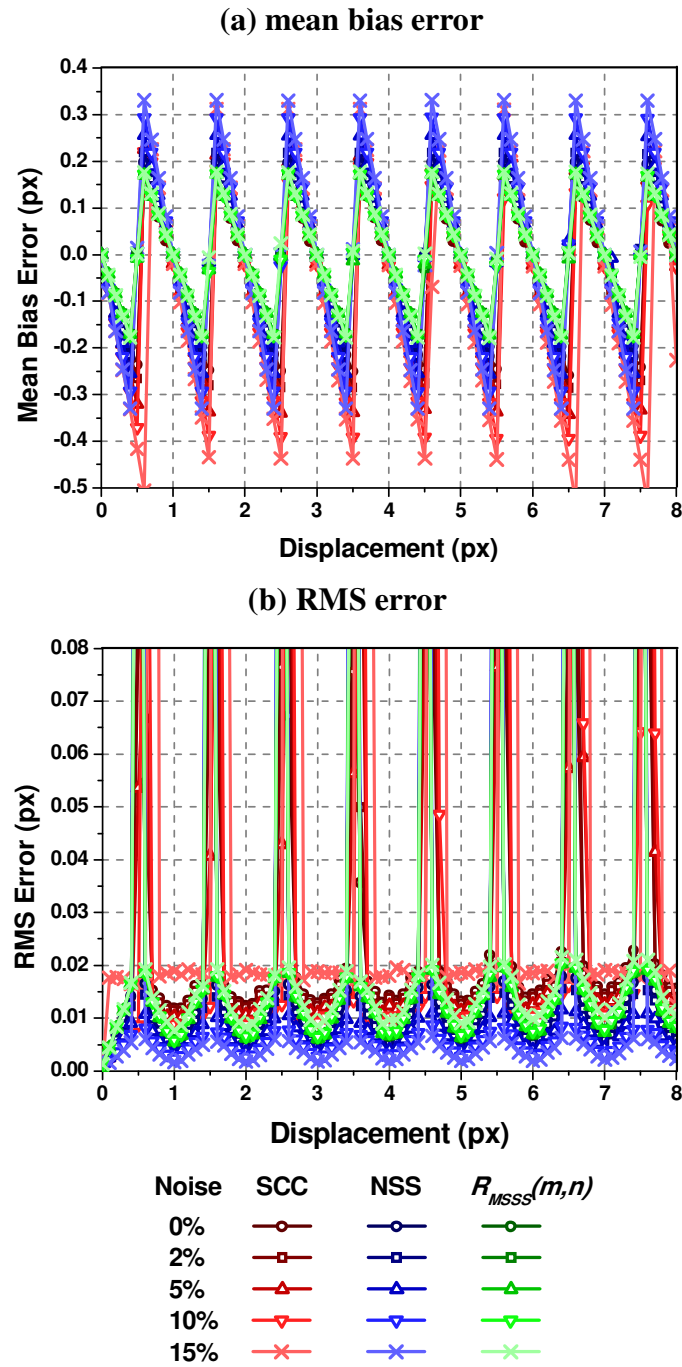 (a) mean bias error
0.4
0.3
0.2
0.1
0.0
-0.1
-0.2
-0.3
-0.4
-0.5
Mean Bias Error (px)
0 1 2 3 4 5 6 7 8
Displacement (px)
(b) RMS error
0.08
0.07
0.06
0.05
0.04
0.03
0.02
0.01
0.00
RMS Error (px)
0 1 2 3 4 5 6 7 8
Displacement (px)
Noise SCC NSS R_MSSS(m,n)
0%
2%
5%
10%
15%